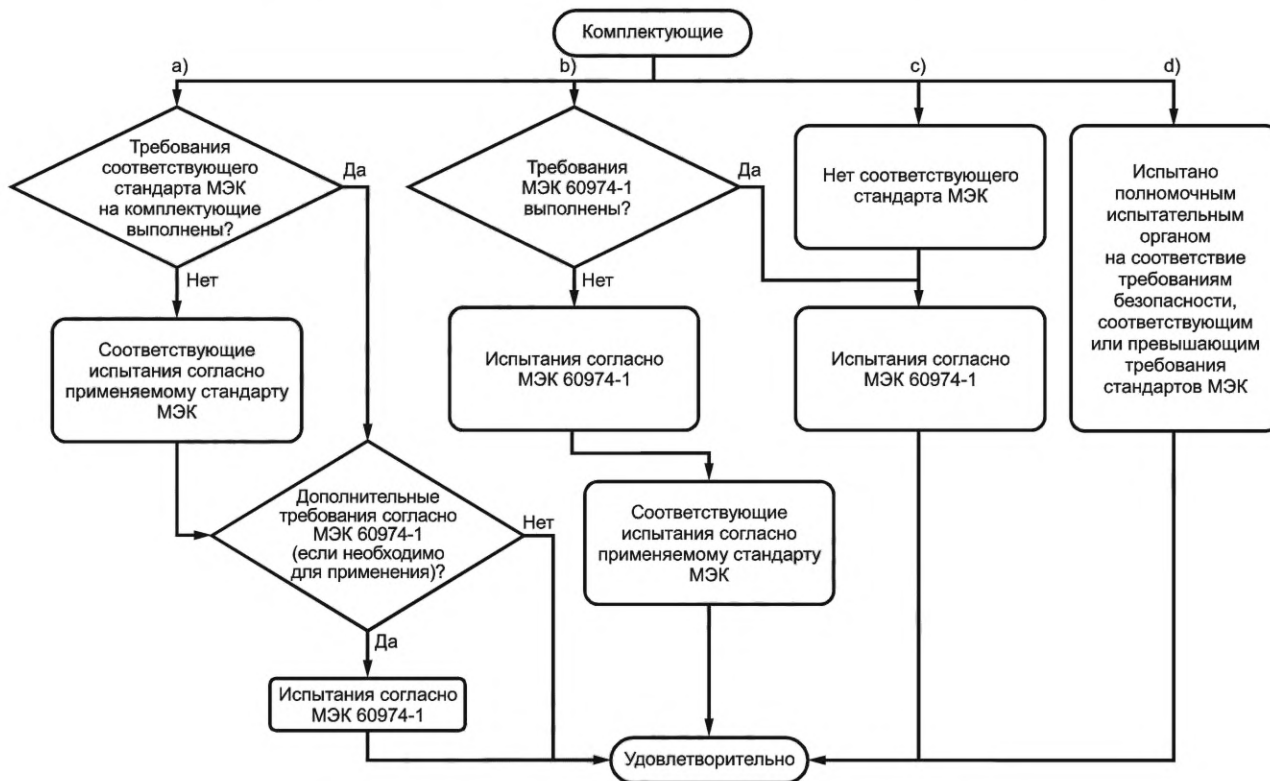 Комплектующие
a)
b)
c)
d)
Требования
соответствующего
стандарта МЭК
на комплектующие
выполнены?
Да
Нет
Требования
МЭК 60974-1
выполнены?
Да
Нет
Нет соответствующего
стандарта МЭК
Испытано
полномочным
испытательным
органом
на соответствие
требованиям
безопасности,
соответствующим
или превышающим
требования
стандартов МЭК
Соответствующие
испытания согласно
применяемому стандарту
МЭК
Испытания согласно
МЭК 60974-1
Испытания согласно
МЭК 60974-1
Дополнительные
требования согласно
МЭК 60974-1
(если необходимо
для применения)?
Нет
Да
Соответствующие
испытания согласно
применяемому стандарту
МЭК
Испытания согласно
МЭК 60974-1
Удовлетворительно